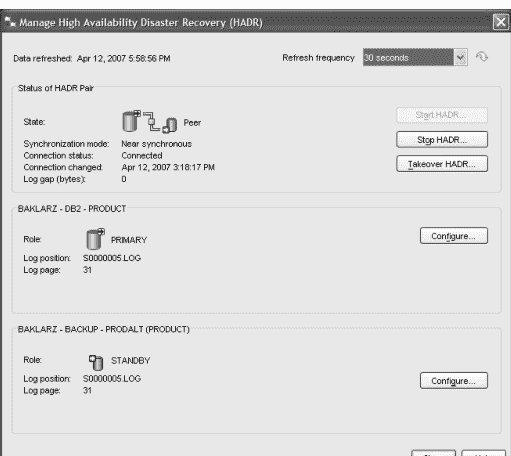 Manage High Availability Disaster Recovery (HADR)
Data refreshed: Apr 12, 2007 5:58:56 PM Refresh frequency 30 seconds
Status of HADR Pair
State: Peer
Start HADR...
Synchronization mode: Near synchronous
Stop HADR...
Connection status: Connected
Connection changed: Apr 12, 2007 3:18:17 PM
Takeover HADR...
Log gap (bytes): 0
BAKLARZ - DB2 - PRODUCT
Role: PRIMARY
Configure...
Log position: S0000005.LOG
Log page: 31
BAKLARZ - BACKUP - PRODALT (PRODUCT)
Role: STANDBY
Log position: S0000005.LOG
Configure...
Log page: 31